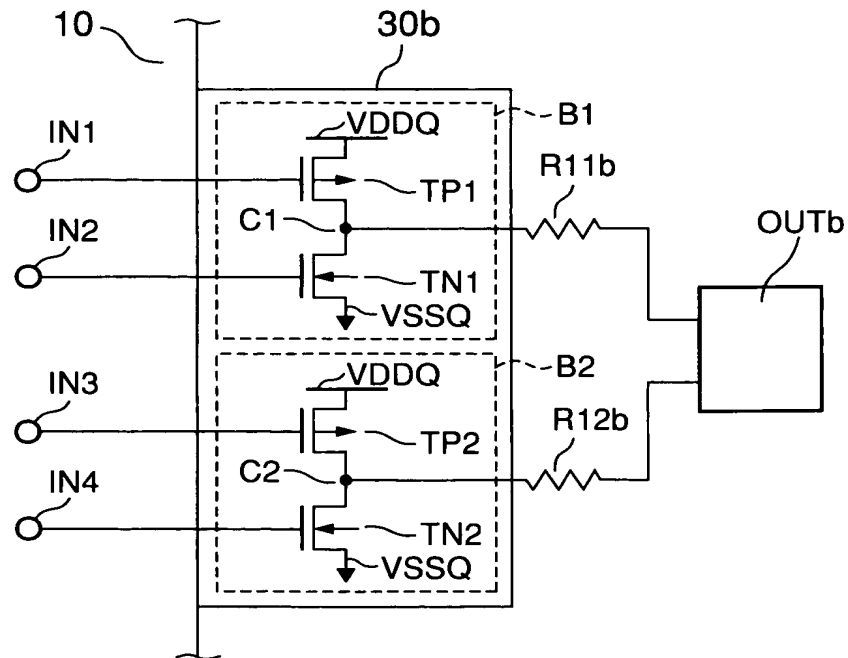 10
30b
B1
VDDQ
IN1
TP1
R11b
C1
OUTb
IN2
TN1
VSSQ
B2
VDDQ
IN3
TP2
R12b
C2
IN4
TN2
VSSQ